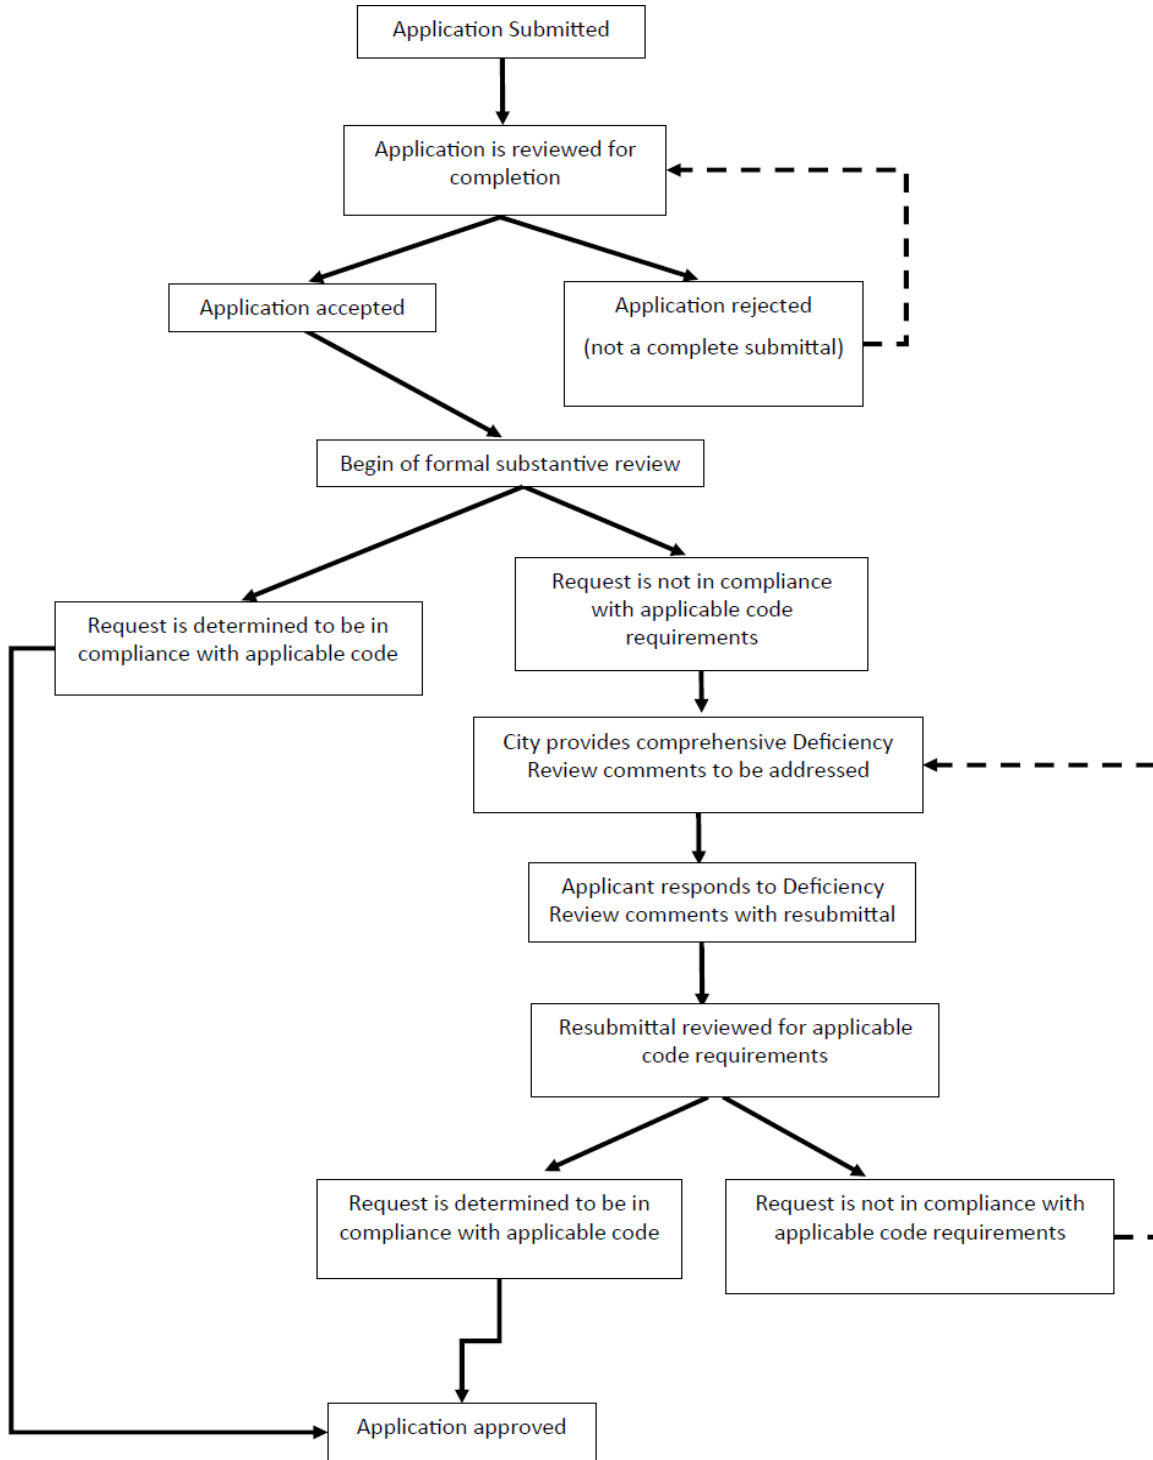 Application Submitted
Application is reviewed for
completion
Application accepted
Application rejected
(not a complete submittal)
Begin of formal substantive review
Request is not in compliance
with applicable code
requirements
Request is determined to be in
compliance with applicable code
City provides comprehensive Deficiency
Review comments to be addressed
Applicant responds to Deficiency
Review comments with resubmittal
Resubmittal reviewed for applicable
code requirements
Request is determined to be in
compliance with applicable code
Request is not in compliance with
applicable code requirements
Application approved